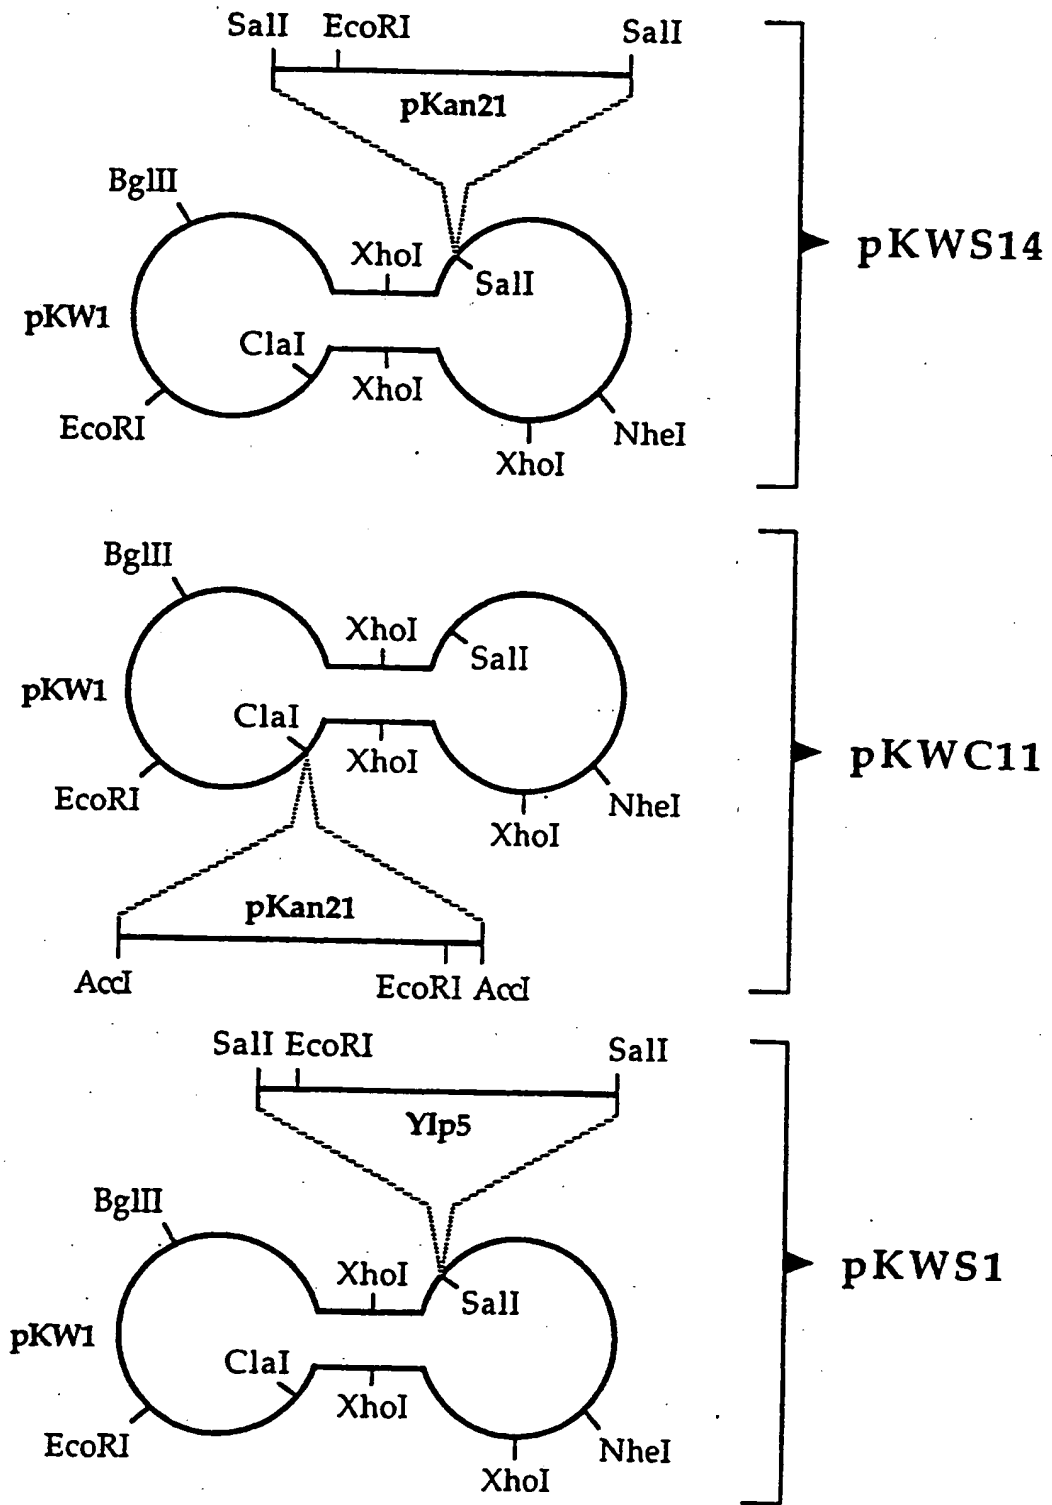 SalI EcoRI SalI
pKan21
BglII
XhoI
SalI
pKW1
ClaI
XhoI
EcoRI
NheI
XhoI
pKWS14
BglII
XhoI
SalI
pKW1
ClaI
XhoI
EcoRI
NheI
XhoI
pKan21
AccI EcoRI AccI
pKWC11
SalI EcoRI SalI
YIp5
BglII
XhoI
SalI
pKW1
ClaI
XhoI
EcoRI
NheI
XhoI
pKWS1